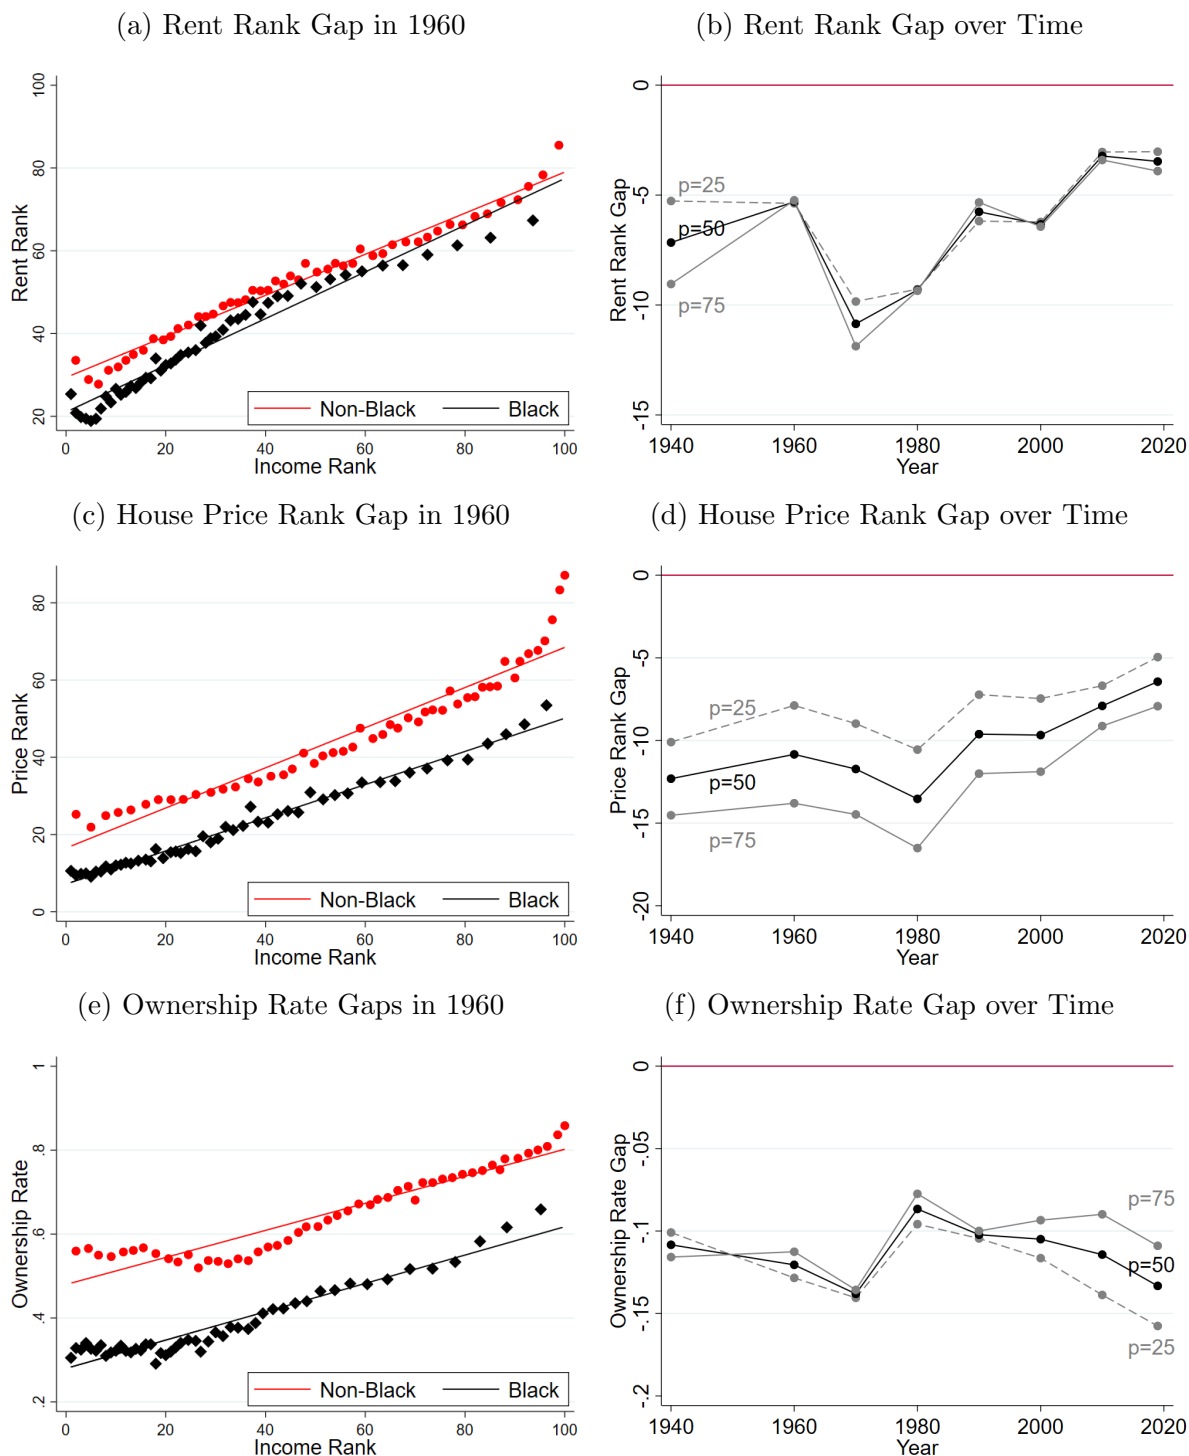 (a) Rent Rank Gap in 1960
Rent Rank
100
80
60
40
20
0 20 40 60 80 100
Income Rank
Non-Black Black
(b) Rent Rank Gap over Time
Rent Rank Gap
0
-5
-10
-15
p=25
p=50
p=75
1940 1960 1980 2000 2020
Year
(c) House Price Rank Gap in 1960
Price Rank
80
60
40
20
0
0 20 40 60 80 100
Income Rank
Non-Black Black
(d) House Price Rank Gap over Time
Price Rank Gap
0
-5
-10
-15
-20
p=25
p=50
p=75
1940 1960 1980 2000 2020
Year
(e) Ownership Rate Gaps in 1960
Ownership Rate
1
.8
.6
.4
.2
0 20 40 60 80 100
Income Rank
Non-Black Black
(f) Ownership Rate Gap over Time
Ownership Rate Gap
0
-.05
-.1
-.15
-.2
p=75
p=50
p=25
1940 1960 1980 2000 2020
Year